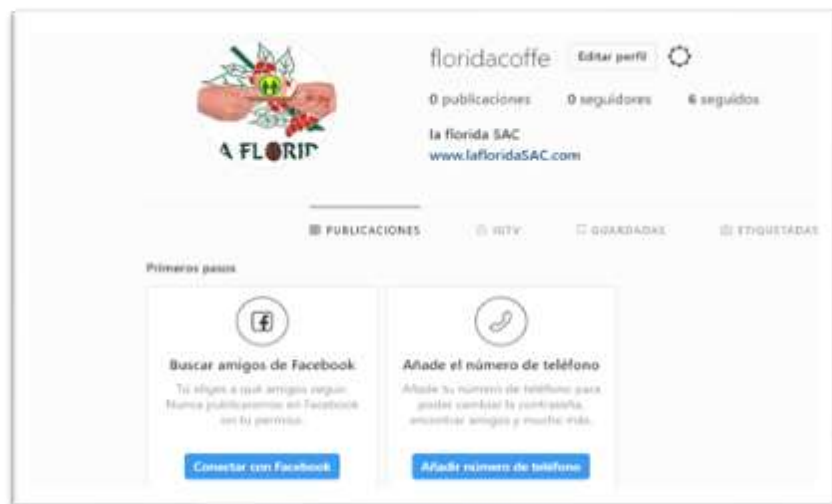 floridacoffe Editar perfil
0 publicaciones 0 seguidores 6 seguidos
la florida SAC
www.lafloridaSAC.com
A FLORID
PUBLICACIONES IGTV GUARDADAS ETIQUETADAS
Primeros pasos
Buscar amigos de Facebook
Tú eliges a qué amigos seguir.
Nunca publicaremos en Facebook
sin tu permiso.
Conectar con Facebook
Añade el número de teléfono
Añade tu número de teléfono para
poder cambiar la contraseña,
encontrar amigos y mucho más.
Añadir número de teléfono